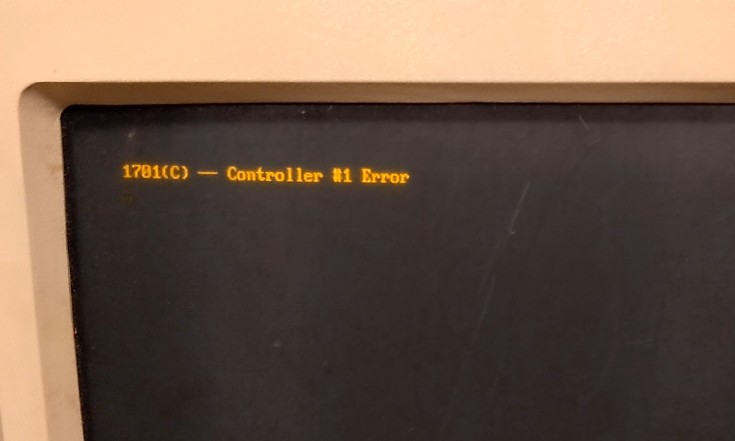 1701(C) — Controller #1 Error